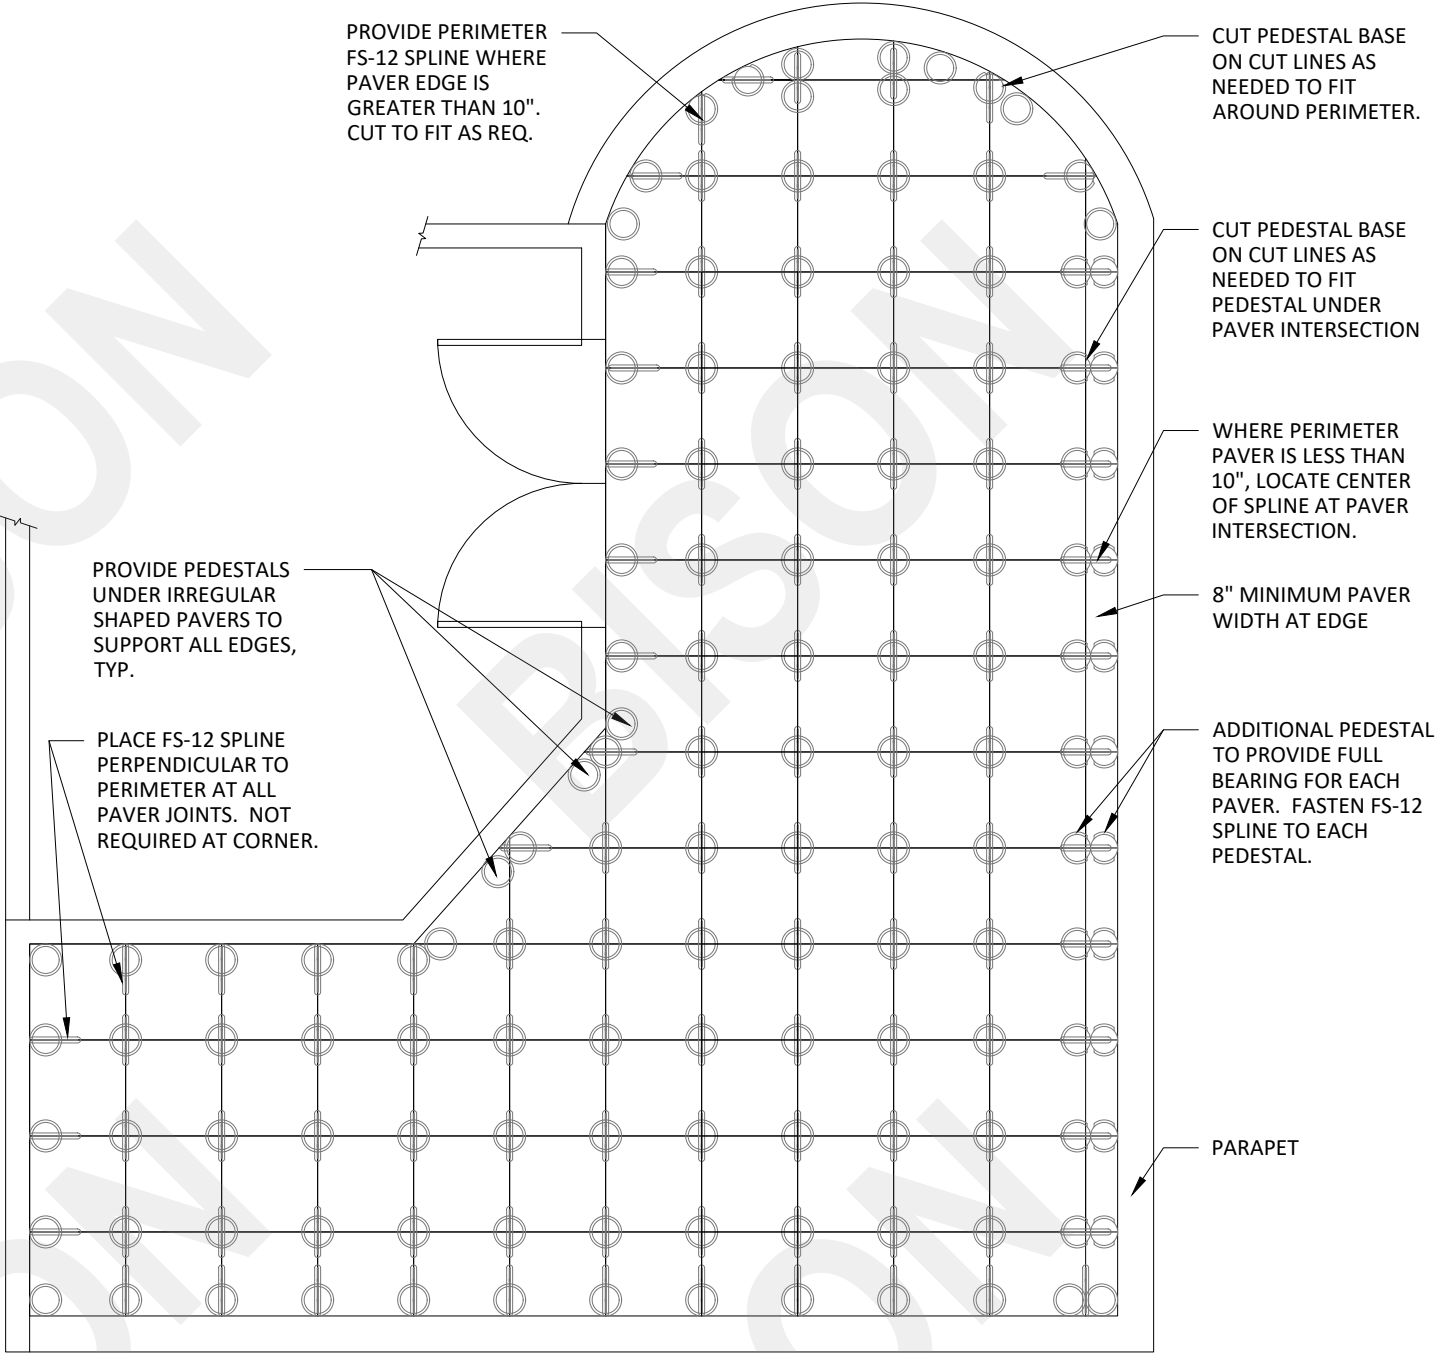 PROVIDE PERIMETER
FS-12 SPLINE WHERE
PAVER EDGE IS
GREATER THAN 10".
CUT TO FIT AS REQ.
CUT PEDESTAL BASE
ON CUT LINES AS
NEEDED TO FIT
AROUND PERIMETER.
CUT PEDESTAL BASE
ON CUT LINES AS
NEEDED TO FIT
PEDESTAL UNDER
PAVER INTERSECTION
WHERE PERIMETER
PAVER IS LESS THAN
10", LOCATE CENTER
OF SPLINE AT PAVER
INTERSECTION.
8" MINIMUM PAVER
WIDTH AT EDGE
PROVIDE PEDESTALS
UNDER IRREGULAR
SHAPED PAVERS TO
SUPPORT ALL EDGES,
TYP.
PLACE FS-12 SPLINE
PERPENDICULAR TO
PERIMETER AT ALL
PAVER JOINTS.  NOT
REQUIRED AT CORNER.
ADDITIONAL PEDESTAL
TO PROVIDE FULL
BEARING FOR EACH
PAVER.  FASTEN FS-12
SPLINE TO EACH
PEDESTAL.
PARAPET
BISON
SON
ON
ON